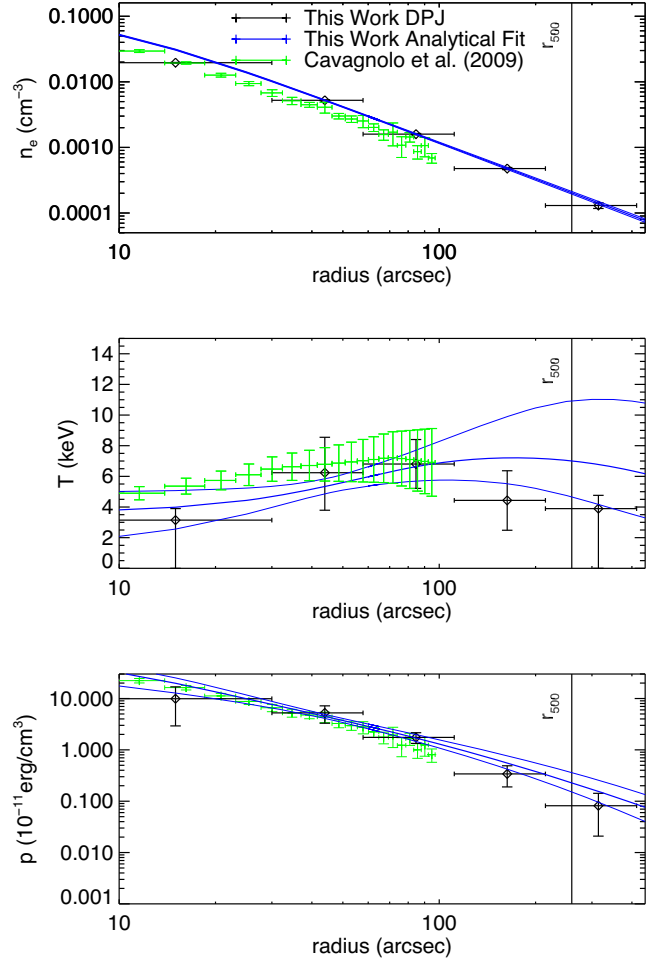 This Work DPJ
This Work Analytical Fit
Cavagnolo et al. (2009)
r500
n_e (cm⁻³)
0.1000
0.0100
0.0010
0.0001
10
100
radius (arcsec)
r500
T (keV)
14
12
10
8
6
4
2
0
10
100
radius (arcsec)
r500
p (10⁻¹¹ erg/cm³)
10.000
1.000
0.100
0.010
0.001
10
100
radius (arcsec)